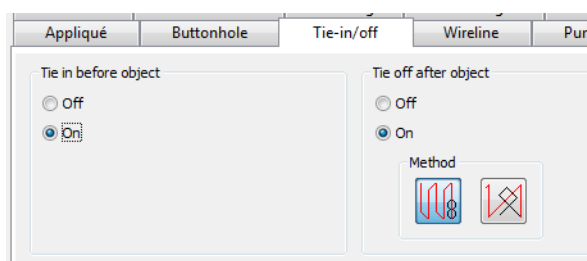 Appliqué
Buttonhole
Tie-in/off
Wireline
Pur
Tie in before object
Off
On
Tie off after object
Off
On
Method